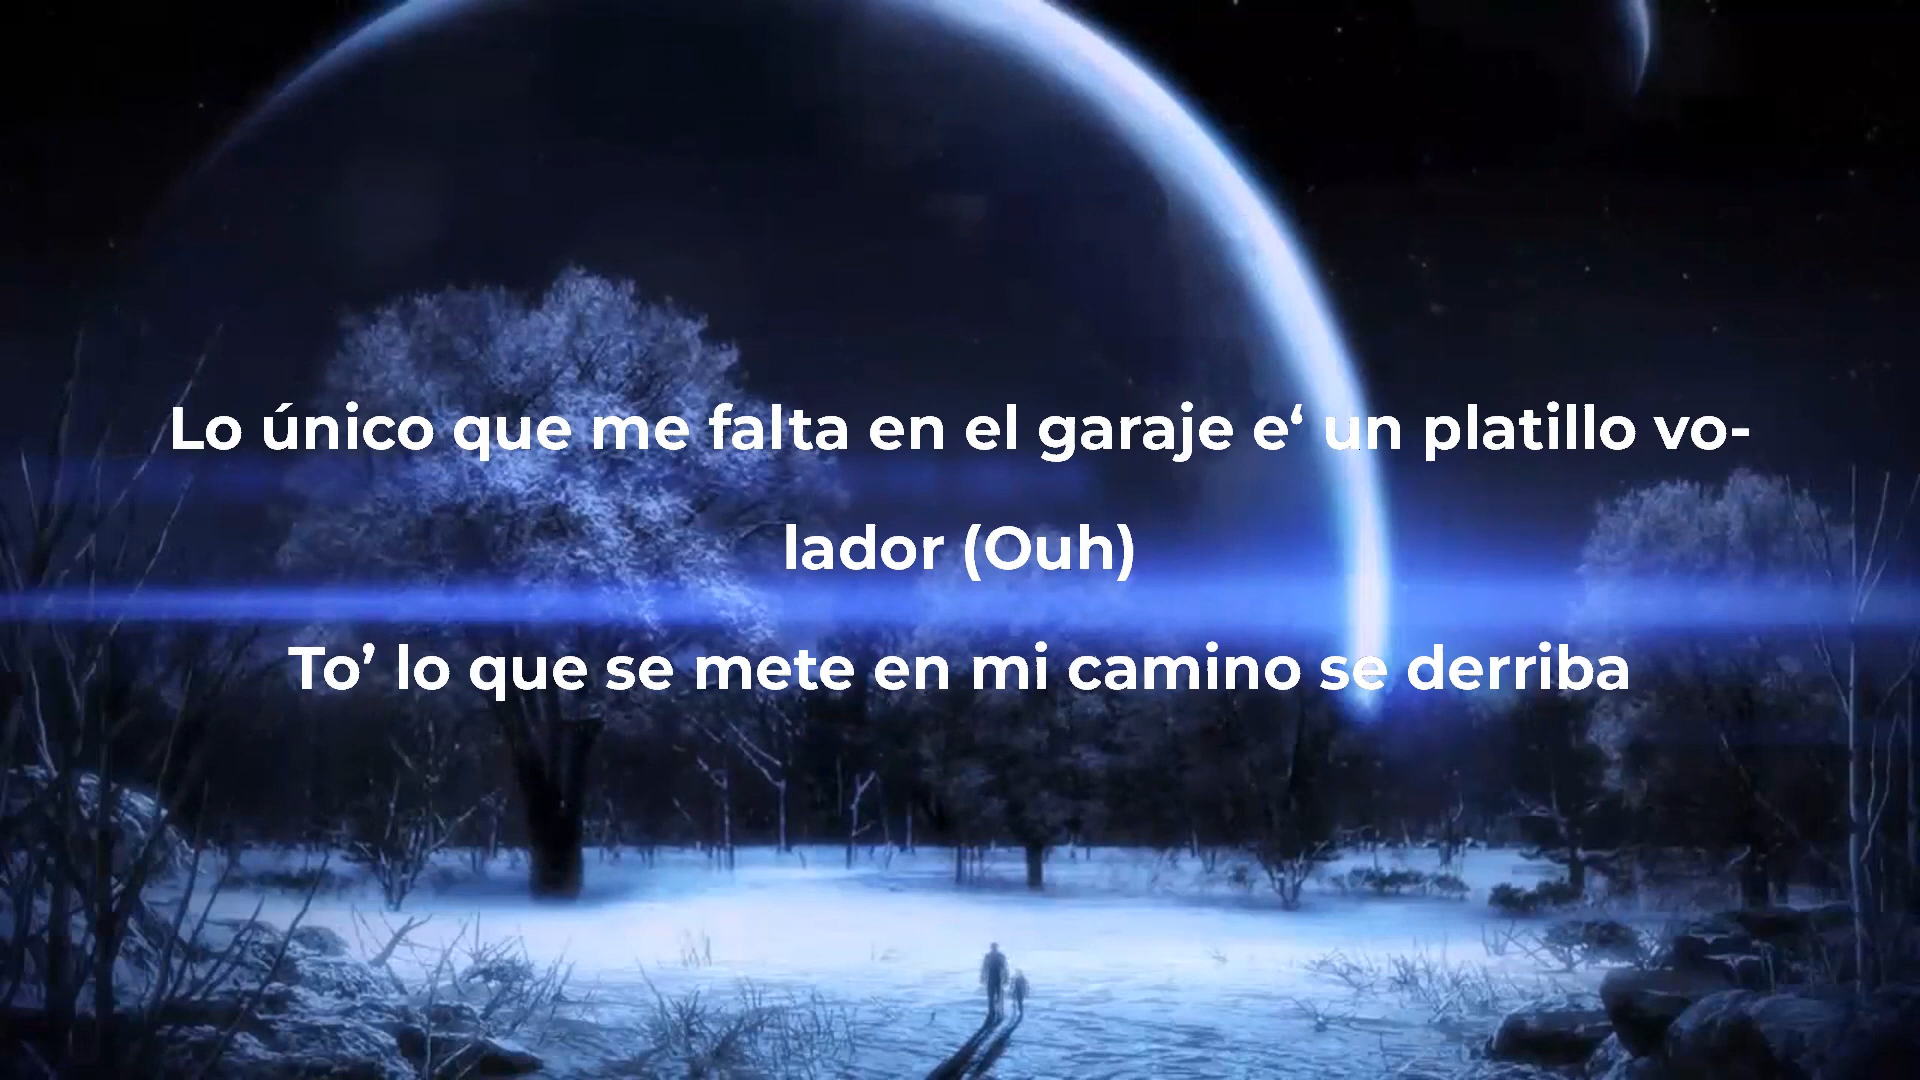 Lo único que me falta en el garaje e‘ un platillo vo-
lador (Ouh)
To’ lo que se mete en mi camino se derriba